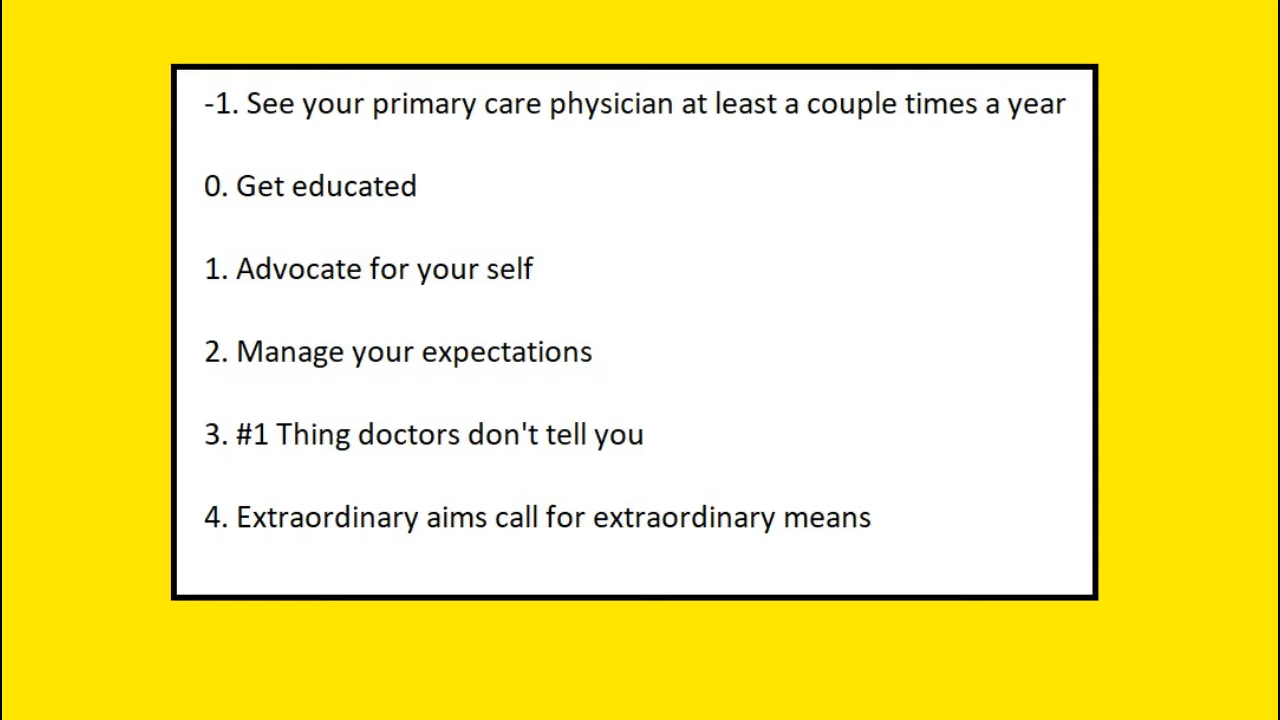 -1. See your primary care physician at least a couple times a year
0. Get educated
1. Advocate for your self
2. Manage your expectations
3. #1 Thing doctors don't tell you
4. Extraordinary aims call for extraordinary means